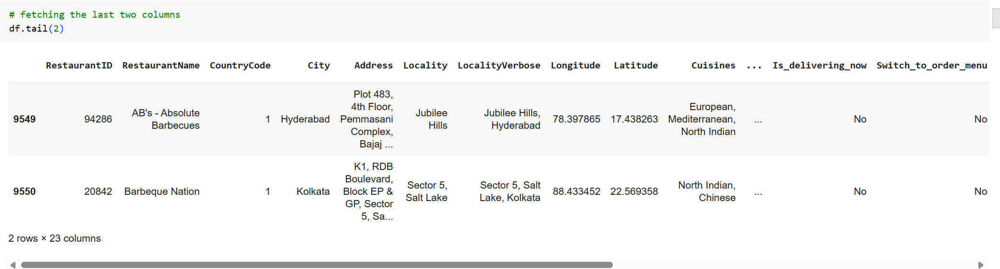 # fetching the last two columns
df.tail(2)
RestaurantID RestaurantName CountryCode City Address Locality LocalityVerbose Longitude Latitude Cuisines ... Is_delivering_now Switch_to_order_menu
9549 94286 AB's - Absolute Barbecues 1 Hyderabad Plot 483, 4th Floor, Pemmasani Complex, Bajaj ... Jubilee Hills Jubilee Hills, Hyderabad 78.397865 17.438263 European, Mediterranean, North Indian ... No No
9550 20842 Barbeque Nation 1 Kolkata K1, RDB Boulevard, Block EP & GP, Sector 5, Sa... Sector 5, Salt Lake Sector 5, Salt Lake, Kolkata 88.433452 22.569358 North Indian, Chinese ... No No
2 rows × 23 columns